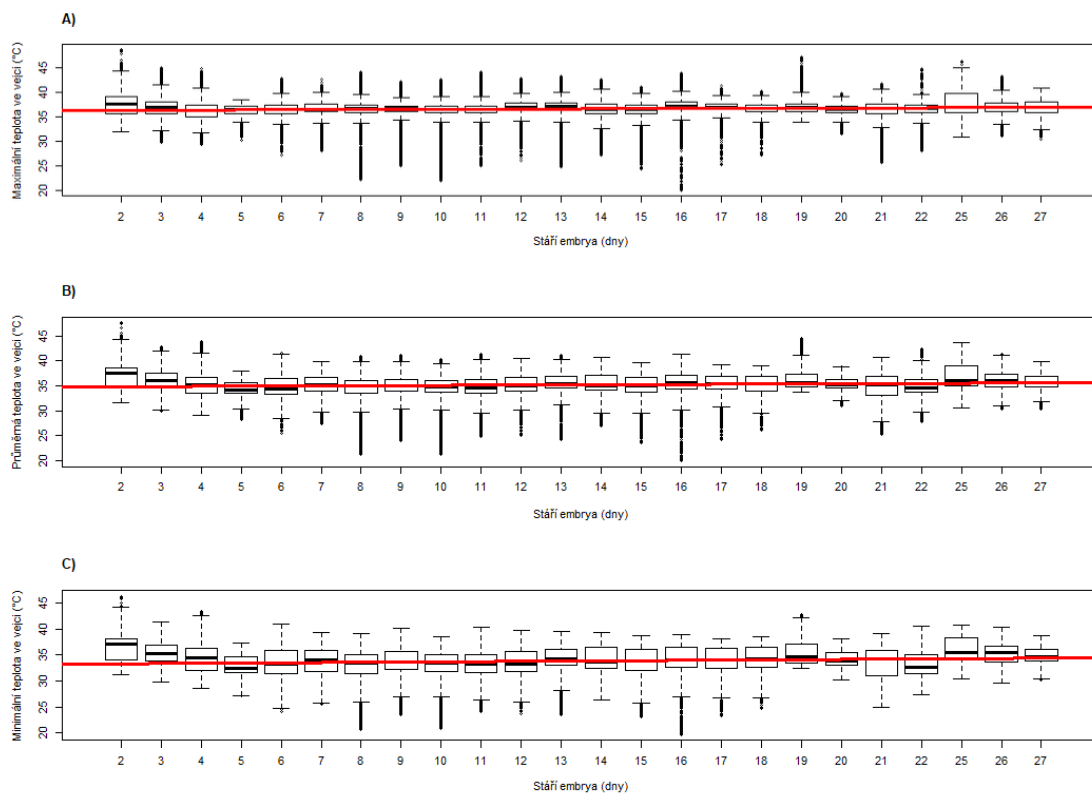 A)
Maximální teplota ve vejci (°C)
45
40
35
30
25
20
2 3 4 5 6 7 8 9 10 11 12 13 14 15 16 17 18 19 20 21 22 25 26 27
Stáří embrya (dny)
B)
Průměrná teplota ve vejci (°C)
45
40
35
30
25
20
2 3 4 5 6 7 8 9 10 11 12 13 14 15 16 17 18 19 20 21 22 25 26 27
Stáří embrya (dny)
C)
Minimální teplota ve vejci (°C)
45
40
35
30
25
20
2 3 4 5 6 7 8 9 10 11 12 13 14 15 16 17 18 19 20 21 22 25 26 27
Stáří embrya (dny)